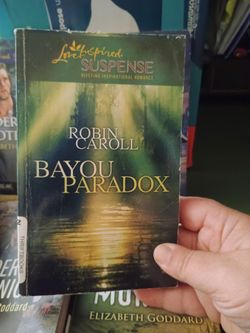 Love Inspired
SUSPENSE
RIVETING INSPIRATIONAL ROMANCE
ROBIN
CAROLL
BAYOU
PARADOX
ELIZABETH GODDARD